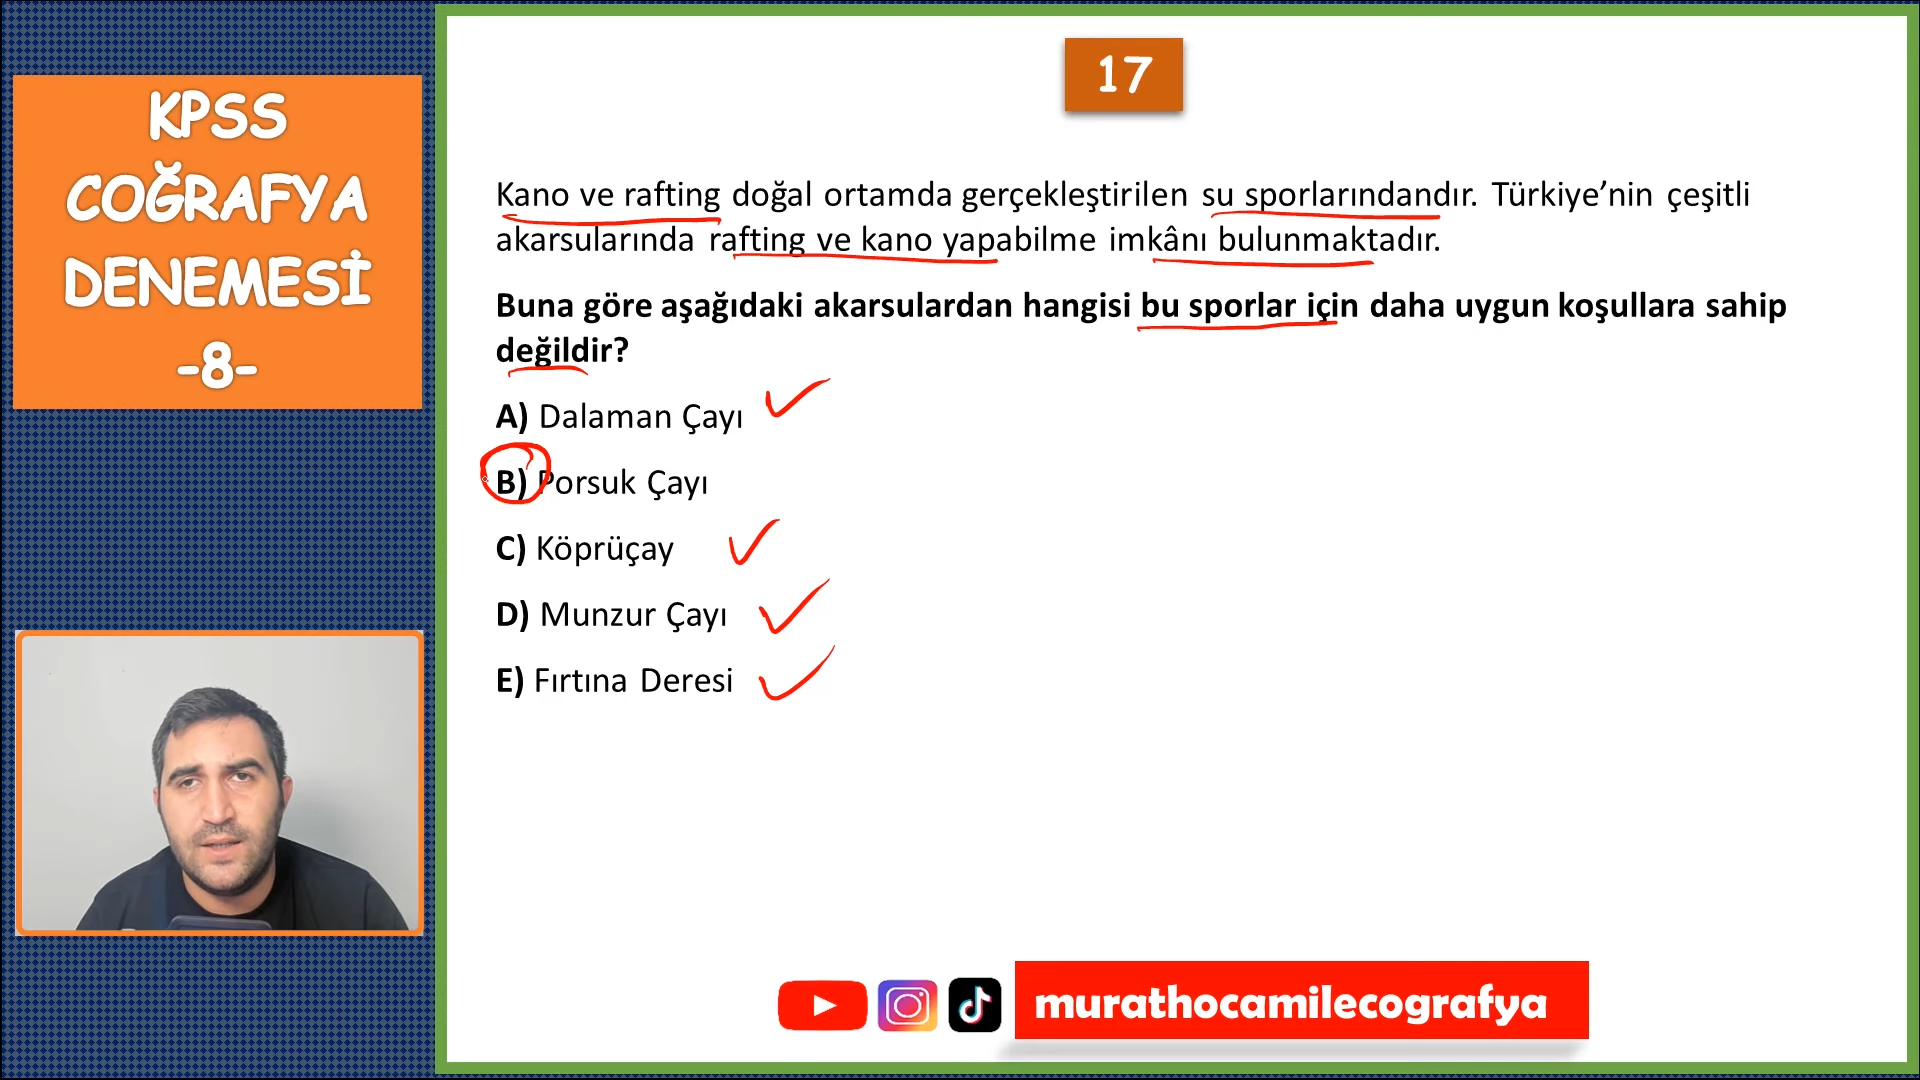 KPSS
COĞRAFYA
DENEMESİ
-8-
17
Kano ve rafting doğal ortamda gerçekleştirilen su sporlarındandır. Türkiye’nin çeşitli
akarsularında rafting ve kano yapabilme imkânı bulunmaktadır.
Buna göre aşağıdaki akarsulardan hangisi bu sporlar için daha uygun koşullara sahip
değildir?
A) Dalaman Çayı
B) Porsuk Çayı
C) Köprüçay
D) Munzur Çayı
E) Fırtına Deresi
murathocamilecografya